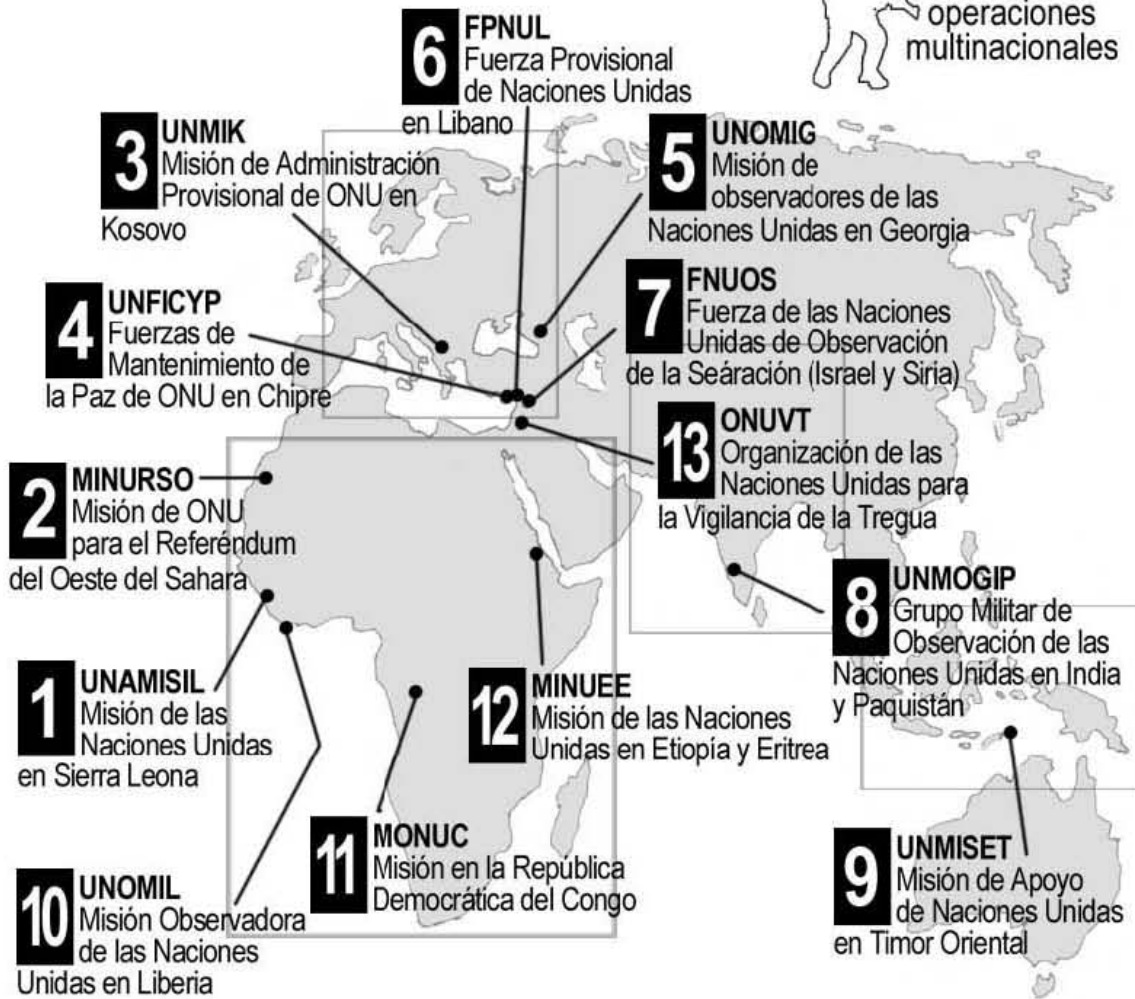 operaciones
multinacionales
6 FPNUL
Fuerza Provisional
de Naciones Unidas
en Libano
3 UNMIK
Misión de Administración
Provisional de ONU en
Kosovo
5 UNOMIG
Misión de
observadores de las
Naciones Unidas en Georgia
4 UNFICYP
Fuerzas de
Mantenimiento de
la Paz de ONU en Chipre
7 FNUOS
Fuerza de las Naciones
Unidas de Observación
de la Seáración (Israel y Siria)
13 ONUVT
Organización de las
Naciones Unidas para
la Vigilancia de la Tregua
2 MINURSO
Misión de ONU
para el Referéndum
del Oeste del Sahara
8 UNMOGIP
Grupo Militar de
Observación de las
Naciones Unidas en India
y Paquistán
1 UNAMISIL
Misión de las
Naciones Unidas
en Sierra Leona
12 MINUEE
Misión de las Naciones
Unidas en Etiopía y Eritrea
11 MONUC
Misión en la República
Democrática del Congo
9 UNMISET
Misión de Apoyo
de Naciones Unidas
en Timor Oriental
10 UNOMIL
Misión Observadora
de las Naciones
Unidas en Liberia